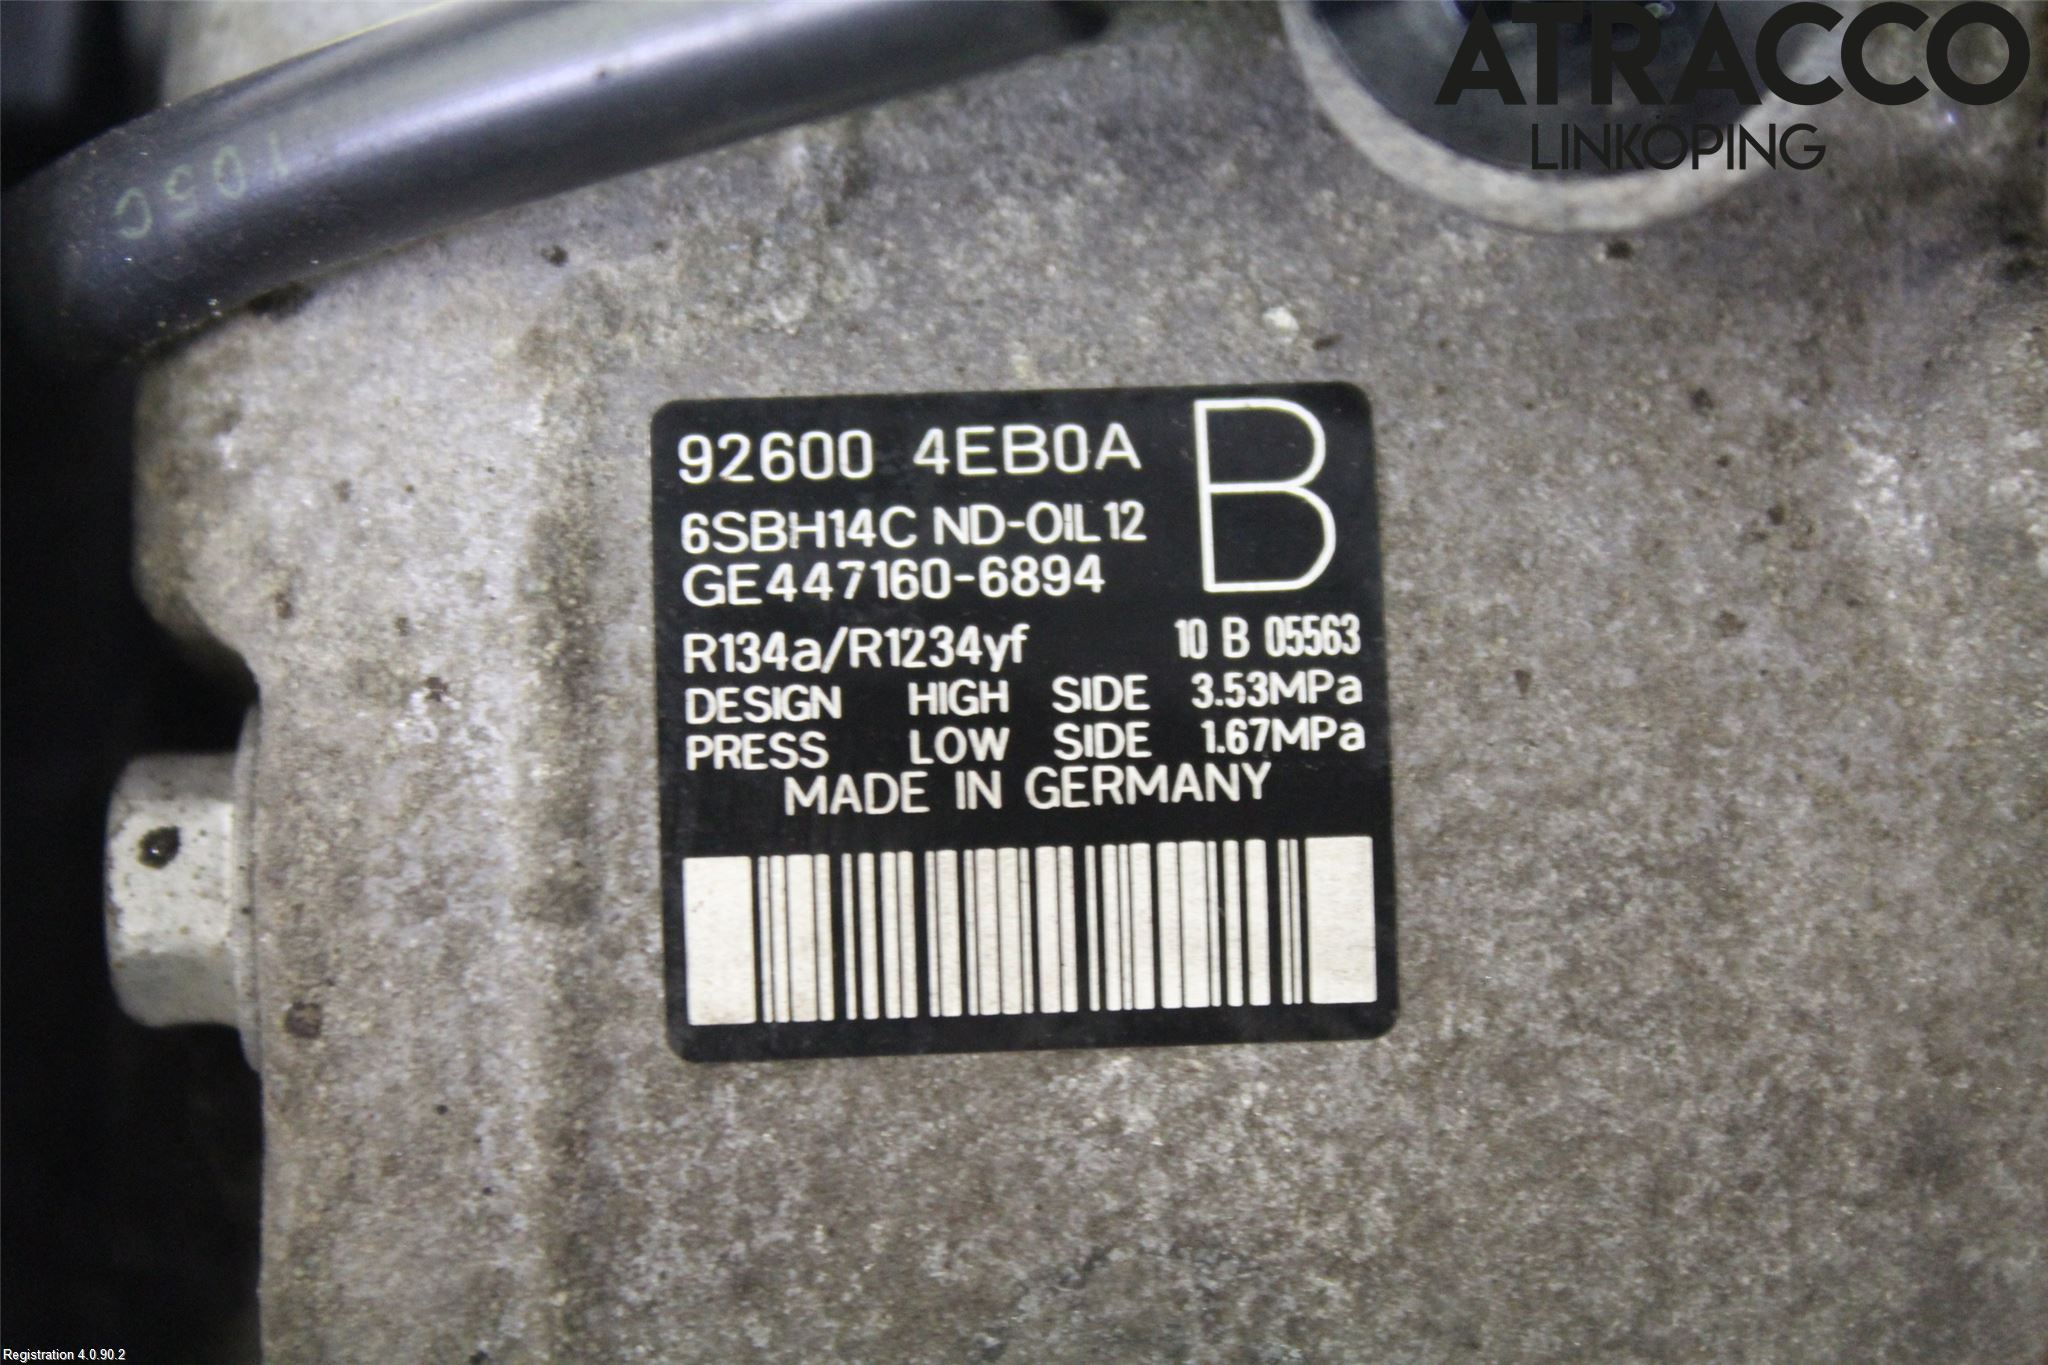 ATRACCO
LINKÖPING
105C
92600 4EB0A
B
6SBH14C ND-OIL12
GE447160-6894
R134a/R1234yf 10 B 05563
DESIGN HIGH SIDE 3.53MPa
PRESS LOW SIDE 1.67MPa
MADE IN GERMANY
Registration 4.0.90.2